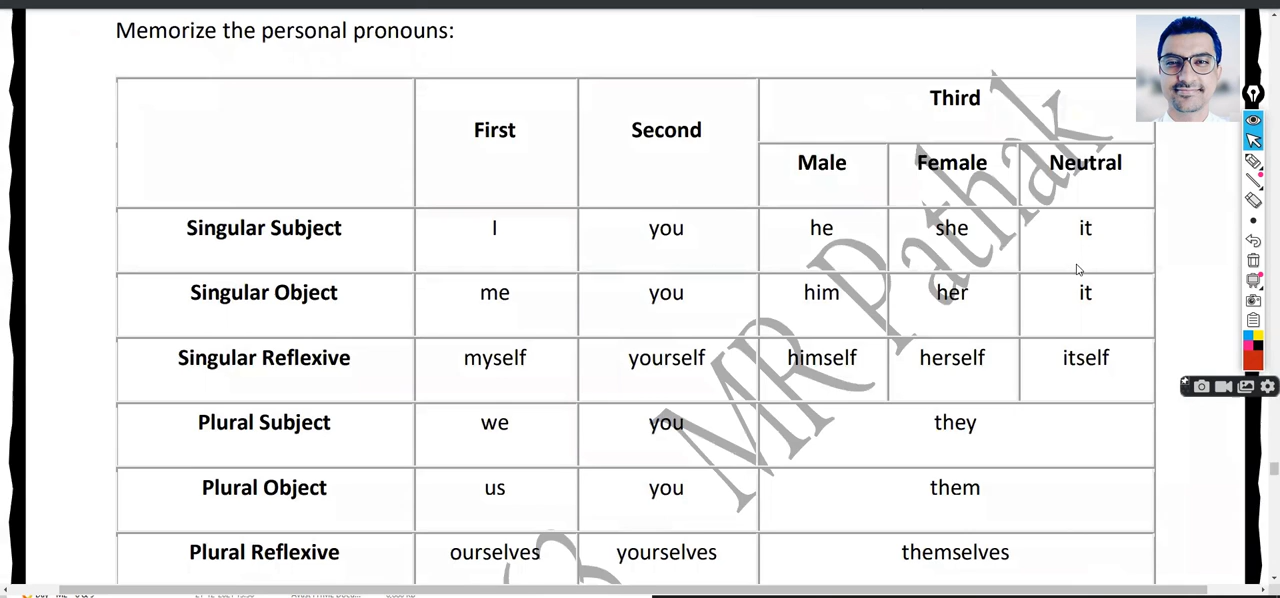 Memorize the personal pronouns:
First Second Third
Male Female Neutral
Singular Subject I you he she it
Singular Object me you him her it
Singular Reflexive myself yourself himself herself itself
Plural Subject we you they
Plural Object us you them
Plural Reflexive ourselves yourselves themselves
MR Pathak